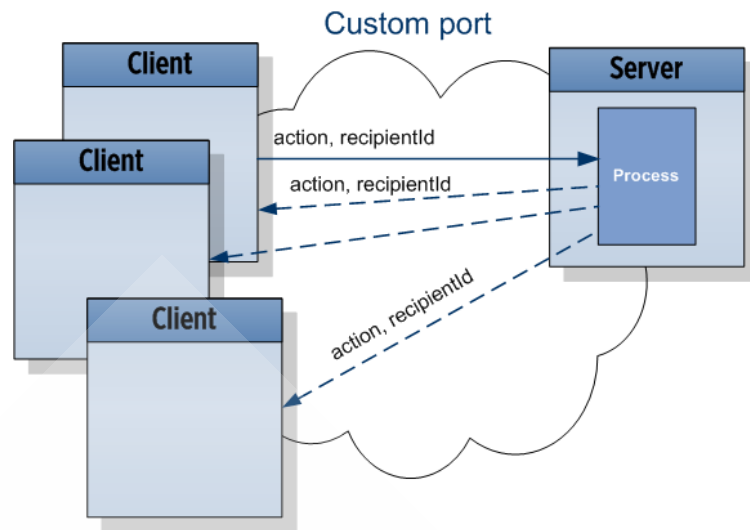 Custom port
Client
Server
Client
action, recipientId
action, recipientId
Process
Client
action, recipientId